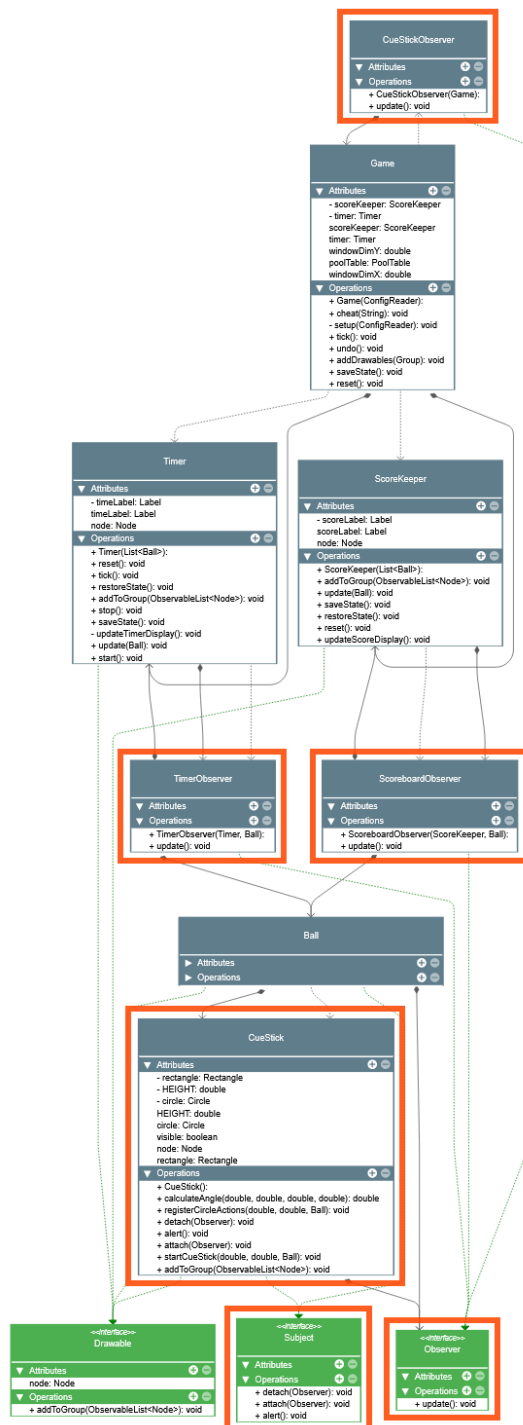 CueStickObserver
▼ Attributes
▼ Operations
+ CueStickObserver(Game):
+ update(): void
Game
▼ Attributes
- scoreKeeper: ScoreKeeper
- timer: Timer
scoreKeeper: ScoreKeeper
timer: Timer
windowDimY: double
poolTable: PoolTable
windowDimX: double
▼ Operations
+ Game(ConfigReader):
+ cheat(String): void
- setup(ConfigReader): void
+ tick(): void
+ undo(): void
+ addDrawables(Group): void
+ saveState(): void
+ reset(): void
Timer
▼ Attributes
- timeLabel: Label
timeLabel: Label
node: Node
▼ Operations
+ Timer(List<Ball>):
+ reset(): void
+ tick(): void
+ restoreState(): void
+ addToGroup(ObservableList<Node>): void
+ stop(): void
+ saveState(): void
- updateTimerDisplay(): void
+ update(Ball): void
+ start(): void
ScoreKeeper
▼ Attributes
- scoreLabel: Label
scoreLabel: Label
node: Node
▼ Operations
+ ScoreKeeper(List<Ball>):
+ addToGroup(ObservableList<Node>): void
+ update(Ball): void
+ saveState(): void
+ restoreState(): void
+ reset(): void
+ updateScoreDisplay(): void
TimerObserver
▼ Attributes
▼ Operations
+ TimerObserver(Timer, Ball):
+ update(): void
ScoreboardObserver
▼ Attributes
▼ Operations
+ ScoreboardObserver(ScoreKeeper, Ball):
+ update(): void
Ball
▶ Attributes
▶ Operations
CueStick
▼ Attributes
- rectangle: Rectangle
- HEIGHT: double
- circle: Circle
HEIGHT: double
circle: Circle
visible: boolean
node: Node
rectangle: Rectangle
▼ Operations
+ CueStick():
+ calculateAngle(double, double, double, double): double
+ registerCircleActions(double, double, Ball): void
+ detach(Observer): void
+ alert(): void
+ attach(Observer): void
+ startCueStick(double, double, Ball): void
+ addToGroup(ObservableList<Node>): void
<<interface>>
Drawable
▼ Attributes
node: Node
▼ Operations
+ addToGroup(ObservableList<Node>): void
<<interface>>
Subject
▼ Attributes
▼ Operations
+ detach(Observer): void
+ attach(Observer): void
+ alert(): void
<<interface>>
Observer
▼ Attributes
▼ Operations
+ update(): void